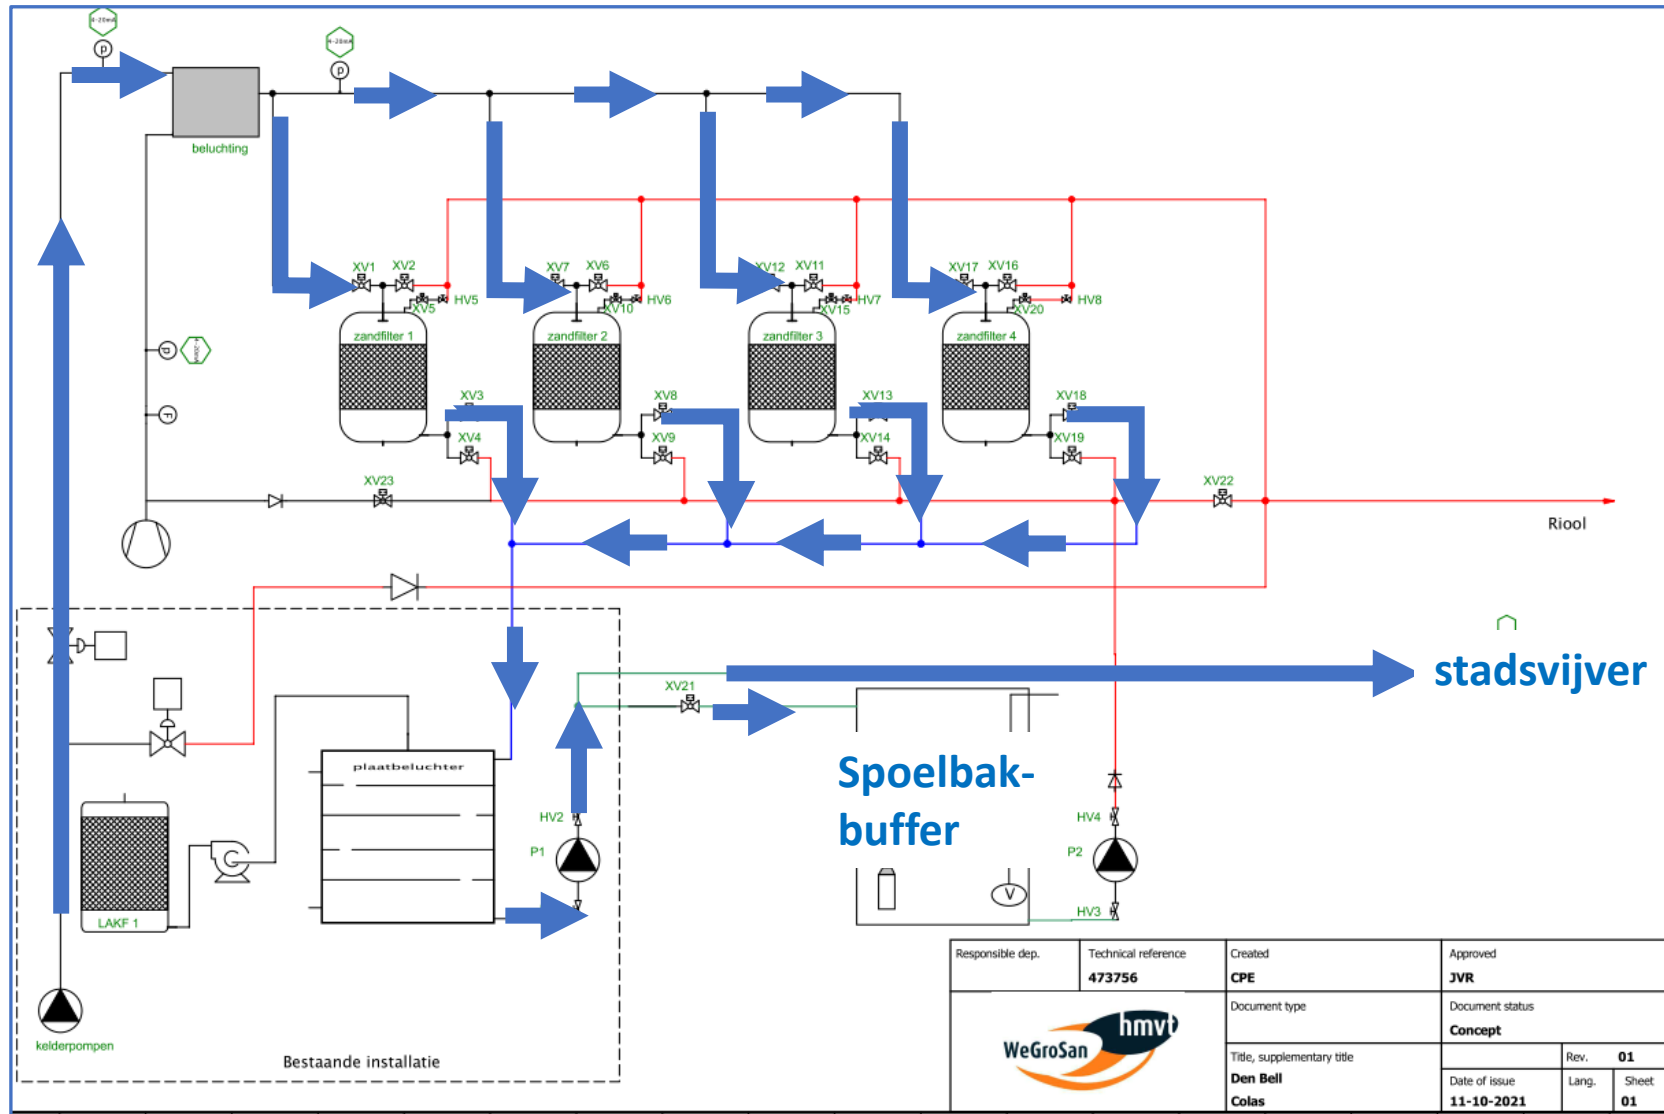 4-20mA
p
4-20mA
p
beluchting
XV1
XV2
XV7
XV6
XV12
XV11
XV17
XV16
XV5
HV5
XV10
HV6
XV15
HV7
XV20
HV8
zandfilter 1
zandfilter 2
zandfilter 3
zandfilter 4
p
4-20mA
F
XV3
XV8
XV13
XV18
XV4
XV9
XV14
XV19
XV23
XV22
Riool
stadsvijver
XV21
plaatbeluchter
Spoelbak-
buffer
HV2
HV4
P1
P2
V
HV3
LAKF 1
kelderpompen
Bestaande installatie
Responsible dep.
Technical reference
473756
Created
CPE
Approved
JVR
WeGroSan
hmvt
Document type
Document status
Concept
Title, supplementary title
Den Bell
Colas
Rev. 01
Date of issue
11-10-2021
Lang.
Sheet
01